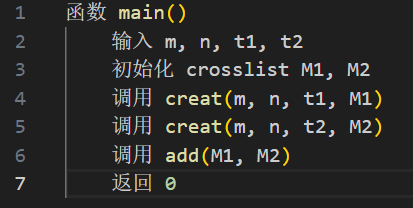 1 函数 main()
2 输入 m, n, t1, t2
3 初始化 crosslist M1, M2
4 调用 creat(m, n, t1, M1)
5 调用 creat(m, n, t2, M2)
6 调用 add(M1, M2)
7 返回 0